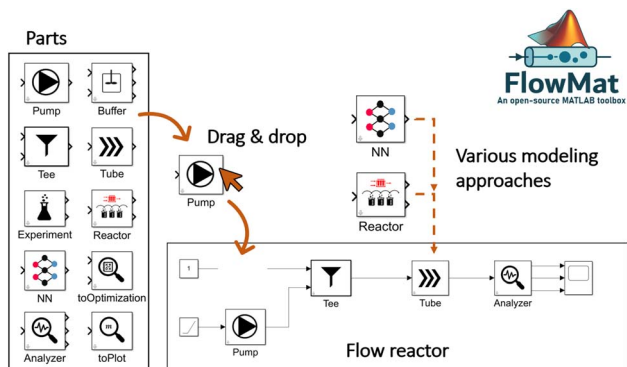 Parts
Pump
Buffer
Tee
Tube
Experiment
Reactor
NN
toOptimization
Analyzer
m
toPlot
Drag & drop
Pump
NN
Reactor
Various modeling
approaches
FlowMat
An open-source MATLAB toolbox
1
Pump
Tee
Tube
Analyzer
Flow reactor